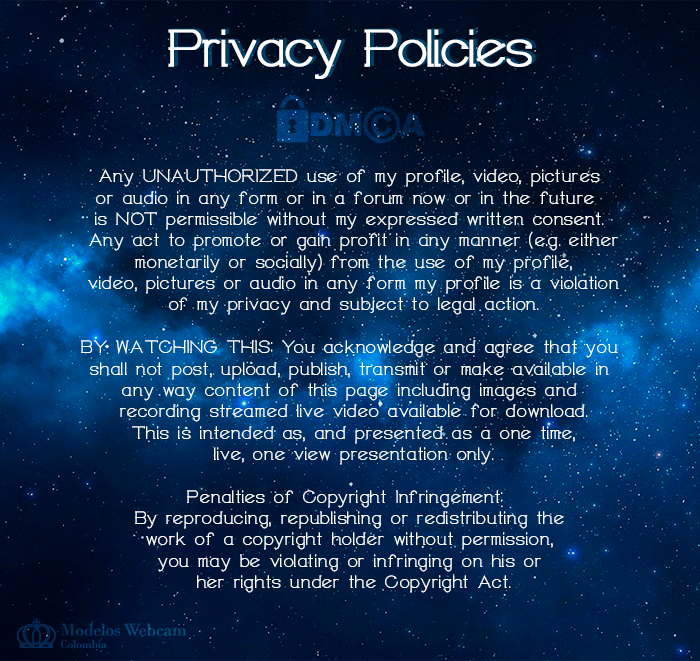 Privacy Policies
DMCA
Any UNAUTHORIZED use of my profile, video, pictures
or audio in any form or in a forum now or in the future
is NOT permissible without my expressed written consent.
Any act to promote or gain profit in any manner (e.g. either
monetarily or socially) from the use of my profile,
video, pictures or audio in any form my profile is a violation
of my privacy and subject to legal action.
BY WATCHING THIS: You acknowledge and agree that you
shall not post, upload, publish, transmit or make available in
any way content of this page including images and
recording streamed live video available for download.
This is intended as, and presented as a one time,
live, one view presentation only.
Penalties of Copyright Infringement:
By reproducing, republishing or redistributing the
work of a copyright holder without permission,
you may be violating or infringing on his or
her rights under the Copyright Act.
Modelos Webcam
Colombia